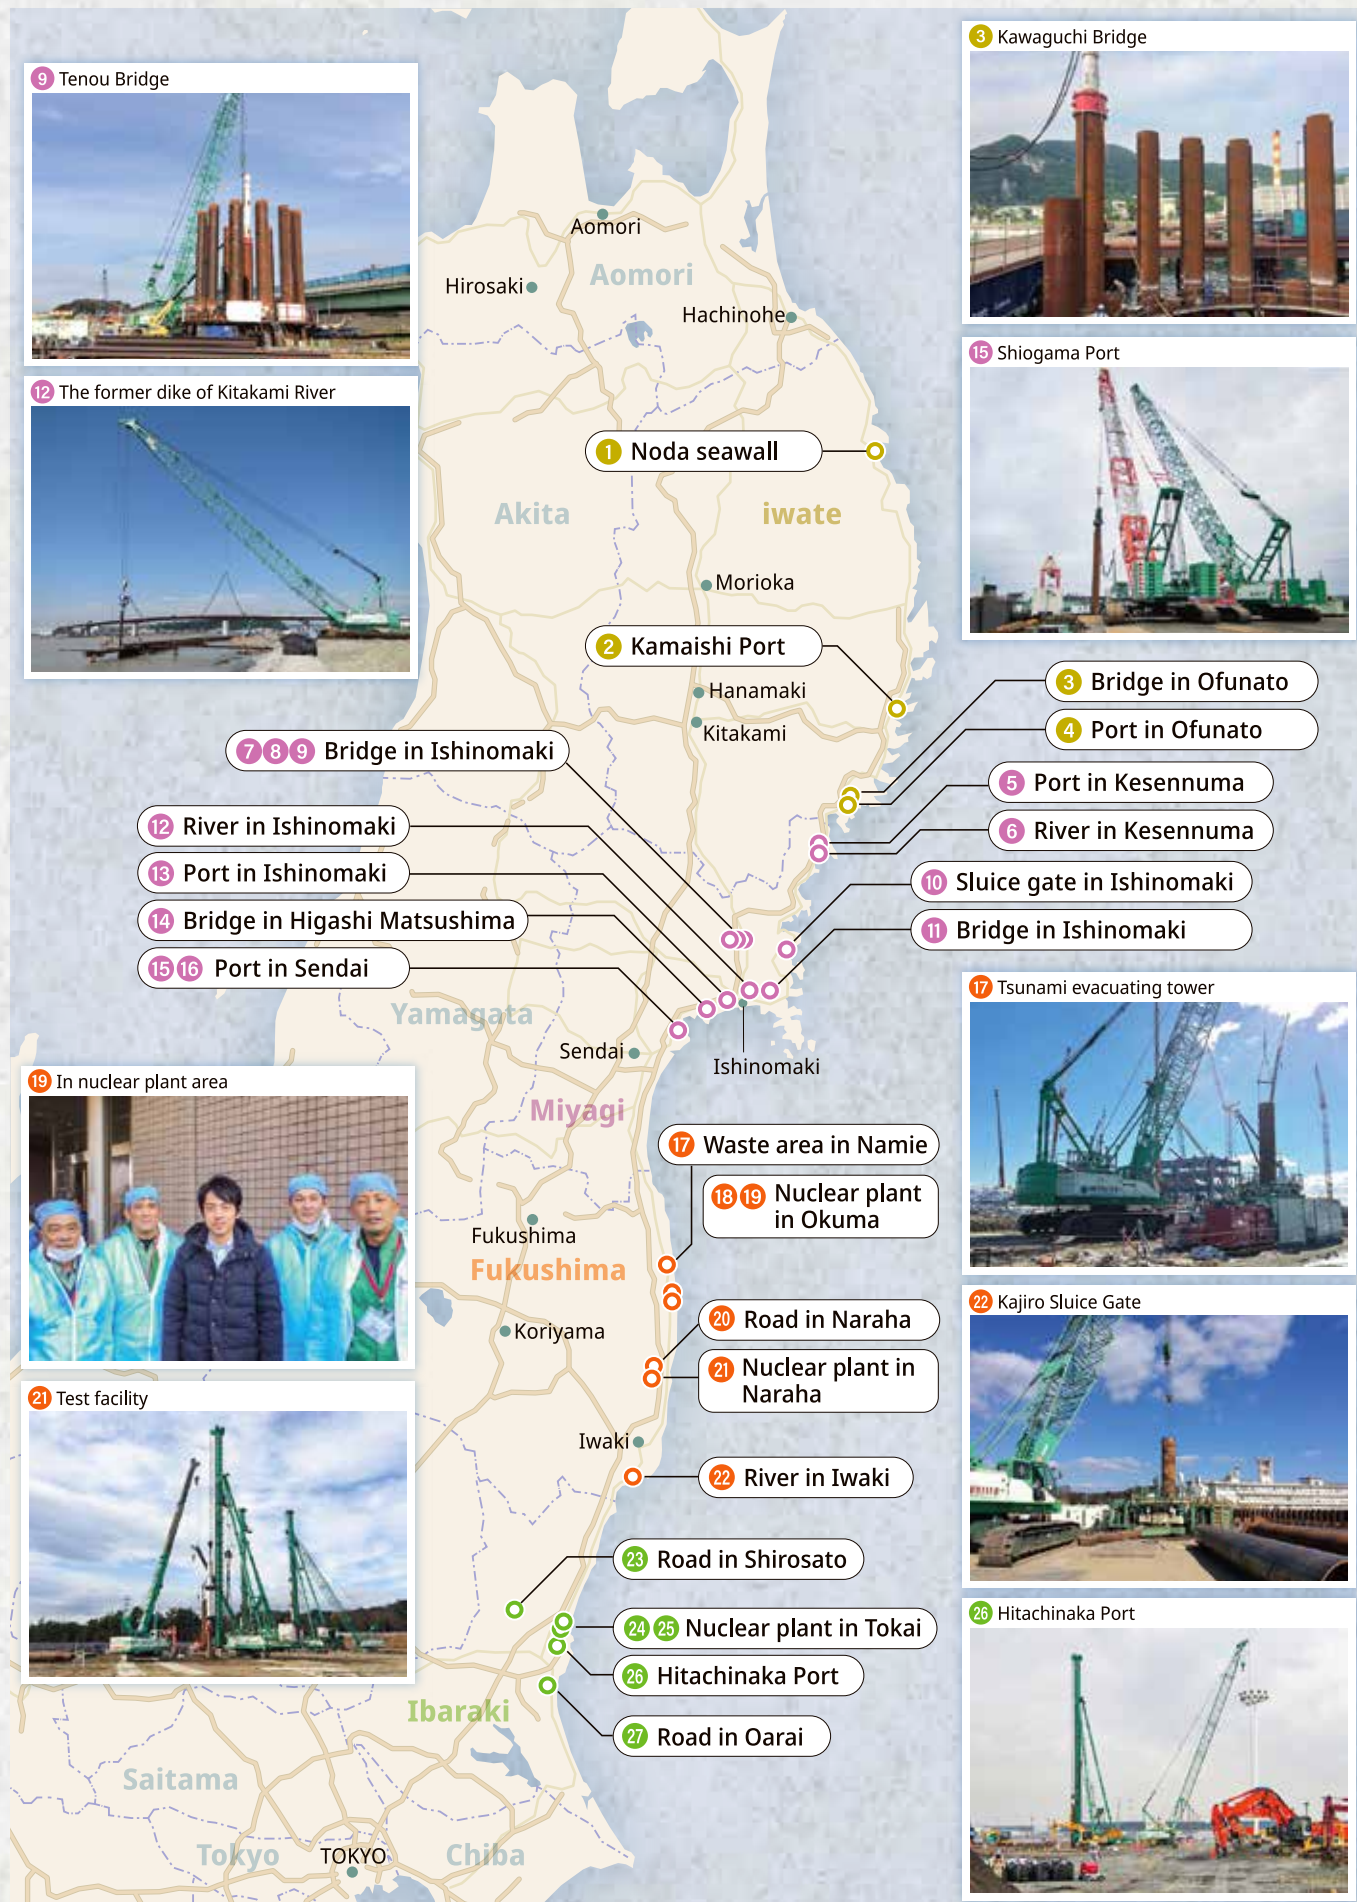 9 Tenou Bridge
12 The former dike of Kitakami River
3 Kawaguchi Bridge
15 Shiogama Port
Aomori
Aomori
Hirosaki
Hachinohe
1 Noda seawall
Akita
iwate
Morioka
2 Kamaishi Port
Hanamaki
Kitakami
3 Bridge in Ofunato
4 Port in Ofunato
5 Port in Kesennuma
6 River in Kesennuma
7 8 9 Bridge in Ishinomaki
12 River in Ishinomaki
13 Port in Ishinomaki
14 Bridge in Higashi Matsushima
15 16 Port in Sendai
10 Sluice gate in Ishinomaki
11 Bridge in Ishinomaki
Yamagata
Sendai
Ishinomaki
Miyagi
17 Tsunami evacuating tower
19 In nuclear plant area
17 Waste area in Namie
18 19 Nuclear plant
in Okuma
Fukushima
Fukushima
Koriyama
20 Road in Naraha
21 Nuclear plant in
Naraha
22 Kajiro Sluice Gate
21 Test facility
Iwaki
22 River in Iwaki
23 Road in Shirosato
24 25 Nuclear plant in Tokai
26 Hitachinaka Port
27 Road in Oarai
26 Hitachinaka Port
Ibaraki
Saitama
Tokyo
TOKYO
Chiba